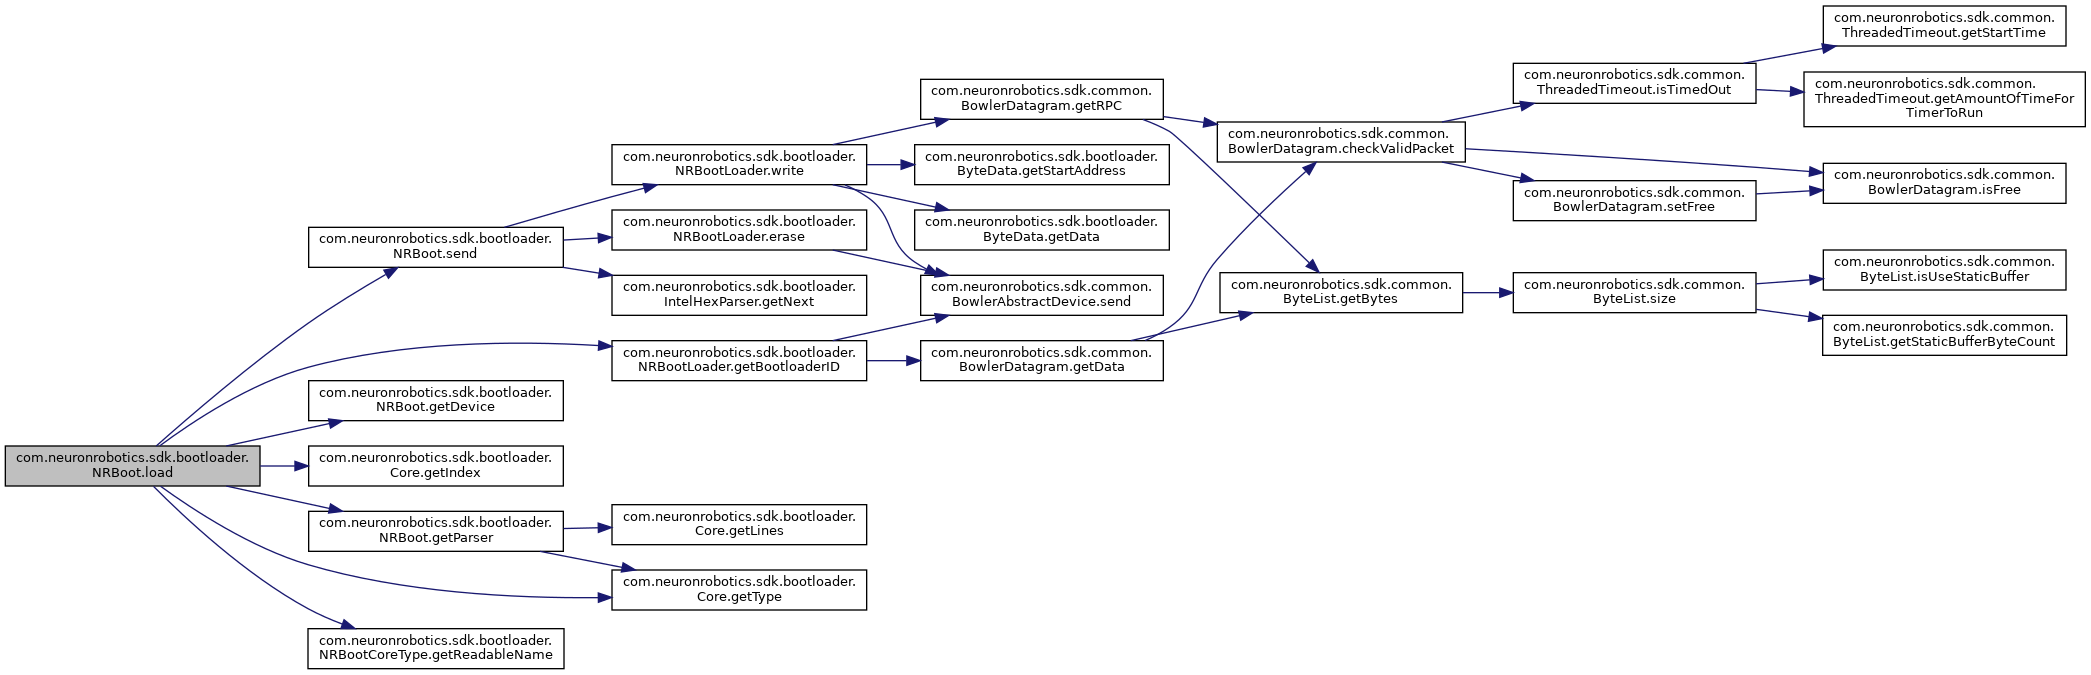 com.neuronrobotics.sdk.bootloader.
NRBoot.load
com.neuronrobotics.sdk.bootloader.
NRBoot.send
com.neuronrobotics.sdk.bootloader.
NRBoot.getDevice
com.neuronrobotics.sdk.bootloader.
Core.getIndex
com.neuronrobotics.sdk.bootloader.
NRBoot.getParser
com.neuronrobotics.sdk.bootloader.
NRBootCoreType.getReadableName
com.neuronrobotics.sdk.bootloader.
NRBootLoader.write
com.neuronrobotics.sdk.bootloader.
NRBootLoader.erase
com.neuronrobotics.sdk.bootloader.
IntelHexParser.getNext
com.neuronrobotics.sdk.bootloader.
NRBootLoader.getBootloaderID
com.neuronrobotics.sdk.bootloader.
Core.getLines
com.neuronrobotics.sdk.bootloader.
Core.getType
com.neuronrobotics.sdk.common.
BowlerDatagram.getRPC
com.neuronrobotics.sdk.bootloader.
ByteData.getStartAddress
com.neuronrobotics.sdk.bootloader.
ByteData.getData
com.neuronrobotics.sdk.common.
BowlerAbstractDevice.send
com.neuronrobotics.sdk.common.
BowlerDatagram.getData
com.neuronrobotics.sdk.common.
BowlerDatagram.checkValidPacket
com.neuronrobotics.sdk.common.
ByteList.getBytes
com.neuronrobotics.sdk.common.
ThreadedTimeout.isTimedOut
com.neuronrobotics.sdk.common.
BowlerDatagram.setFree
com.neuronrobotics.sdk.common.
ByteList.size
com.neuronrobotics.sdk.common.
ThreadedTimeout.getStartTime
com.neuronrobotics.sdk.common.
ThreadedTimeout.getAmountOfTimeFor
TimerToRun
com.neuronrobotics.sdk.common.
BowlerDatagram.isFree
com.neuronrobotics.sdk.common.
ByteList.isUseStaticBuffer
com.neuronrobotics.sdk.common.
ByteList.getStaticBufferByteCount